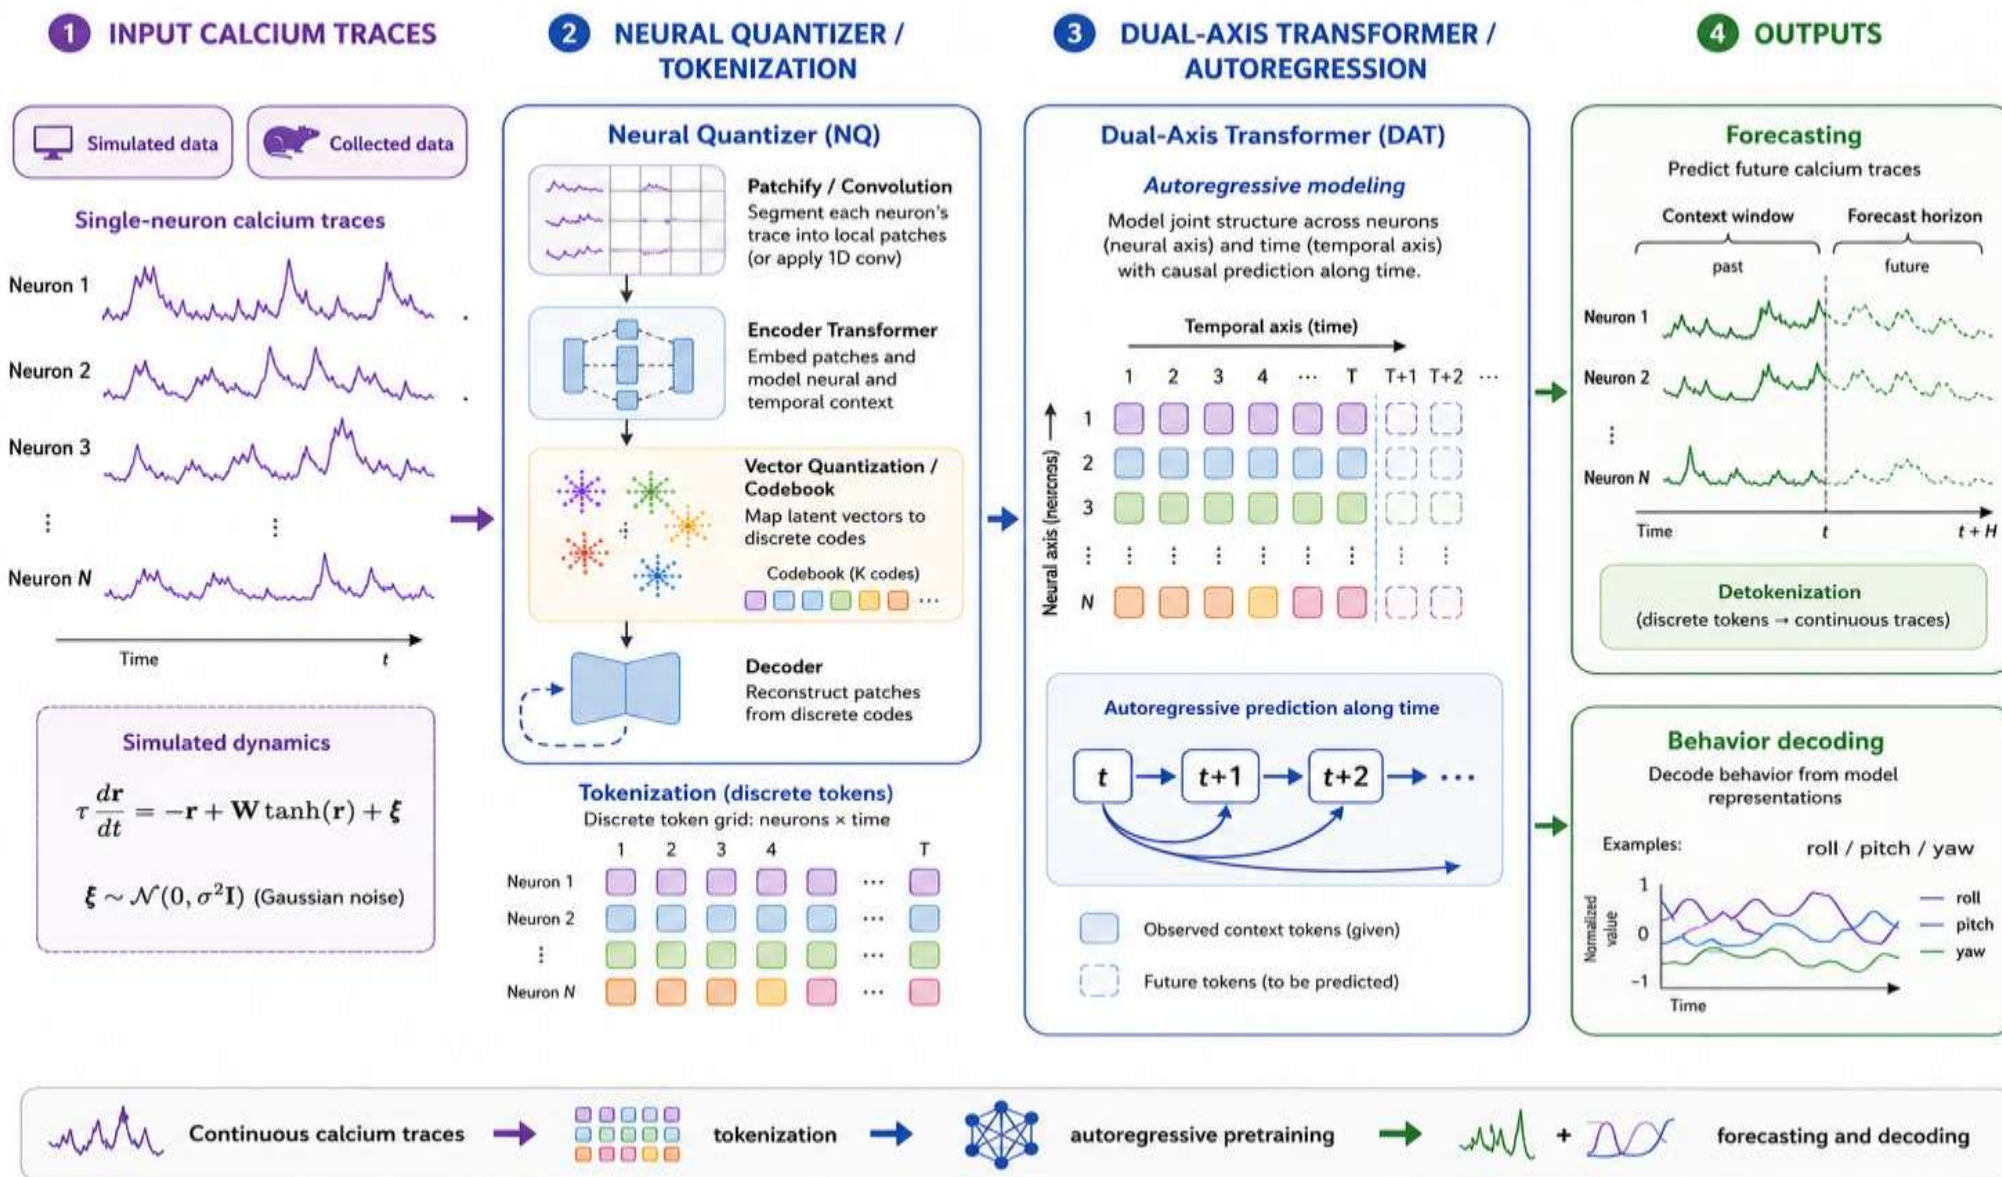 1 INPUT CALCIUM TRACES
Simulated data
Collected data
Single-neuron calcium traces
Neuron 1
Neuron 2
Neuron 3
⋮
⋮
Neuron N
Time
t
Simulated dynamics
τ dr/dt = −r + W tanh(r) + ξ
ξ ~ 𝒩(0, σ²I) (Gaussian noise)
2 NEURAL QUANTIZER /
TOKENIZATION
Neural Quantizer (NQ)
Patchify / Convolution
Segment each neuron's
trace into local patches
(or apply 1D conv)
Encoder Transformer
Embed patches and
model neural and
temporal context
Vector Quantization /
Codebook
Map latent vectors to
discrete codes
Codebook (K codes)
...
Decoder
Reconstruct patches
from discrete codes
Tokenization (discrete tokens)
Discrete token grid: neurons × time
1 2 3 4 T
Neuron 1 ...
Neuron 2 ...
⋮ ...
Neuron N ...
3 DUAL-AXIS TRANSFORMER /
AUTOREGRESSION
Dual-Axis Transformer (DAT)
Autoregressive modeling
Model joint structure across neurons
(neural axis) and time (temporal axis)
with causal prediction along time.
Temporal axis (time)
1 2 3 4 ... T T+1 T+2 ...
Neural axis
1
2
3
⋮ ⋮ ⋮ ⋮ ⋮ ⋮ ⋮ ⋮ ⋮
N
Autoregressive prediction along time
t t+1 t+2 ...
Observed context tokens (given)
Future tokens (to be predicted)
4 OUTPUTS
Forecasting
Predict future calcium traces
Context window Forecast horizon
past future
Neuron 1
Neuron 2
⋮
Neuron N
Time t t + H
Detokenization
(discrete tokens → continuous traces)
Behavior decoding
Decode behavior from model
representations
Examples: roll / pitch / yaw
Normalized
value
1
0
−1
Time
roll
pitch
yaw
Continuous calcium traces → tokenization → autoregressive pretraining → + forecasting and decoding